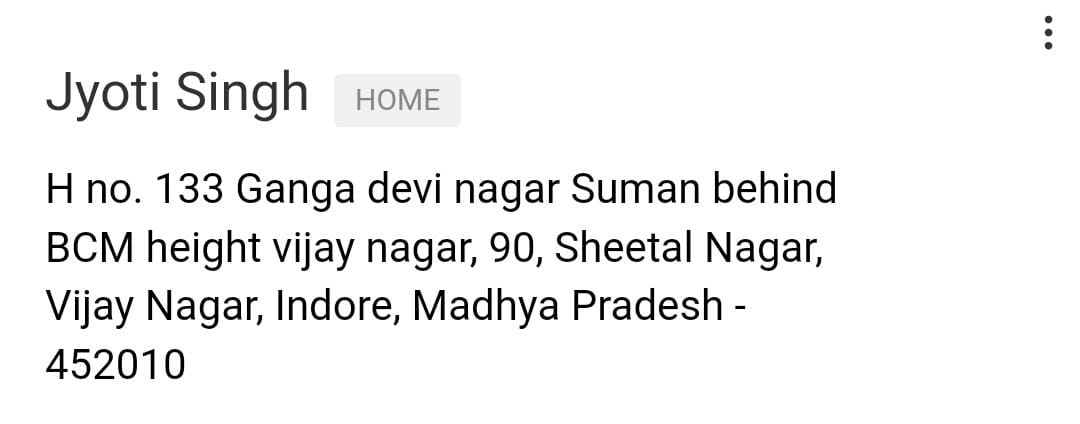 Jyoti Singh HOME
H no. 133 Ganga devi nagar Suman behind
BCM height vijay nagar, 90, Sheetal Nagar,
Vijay Nagar, Indore, Madhya Pradesh -
452010